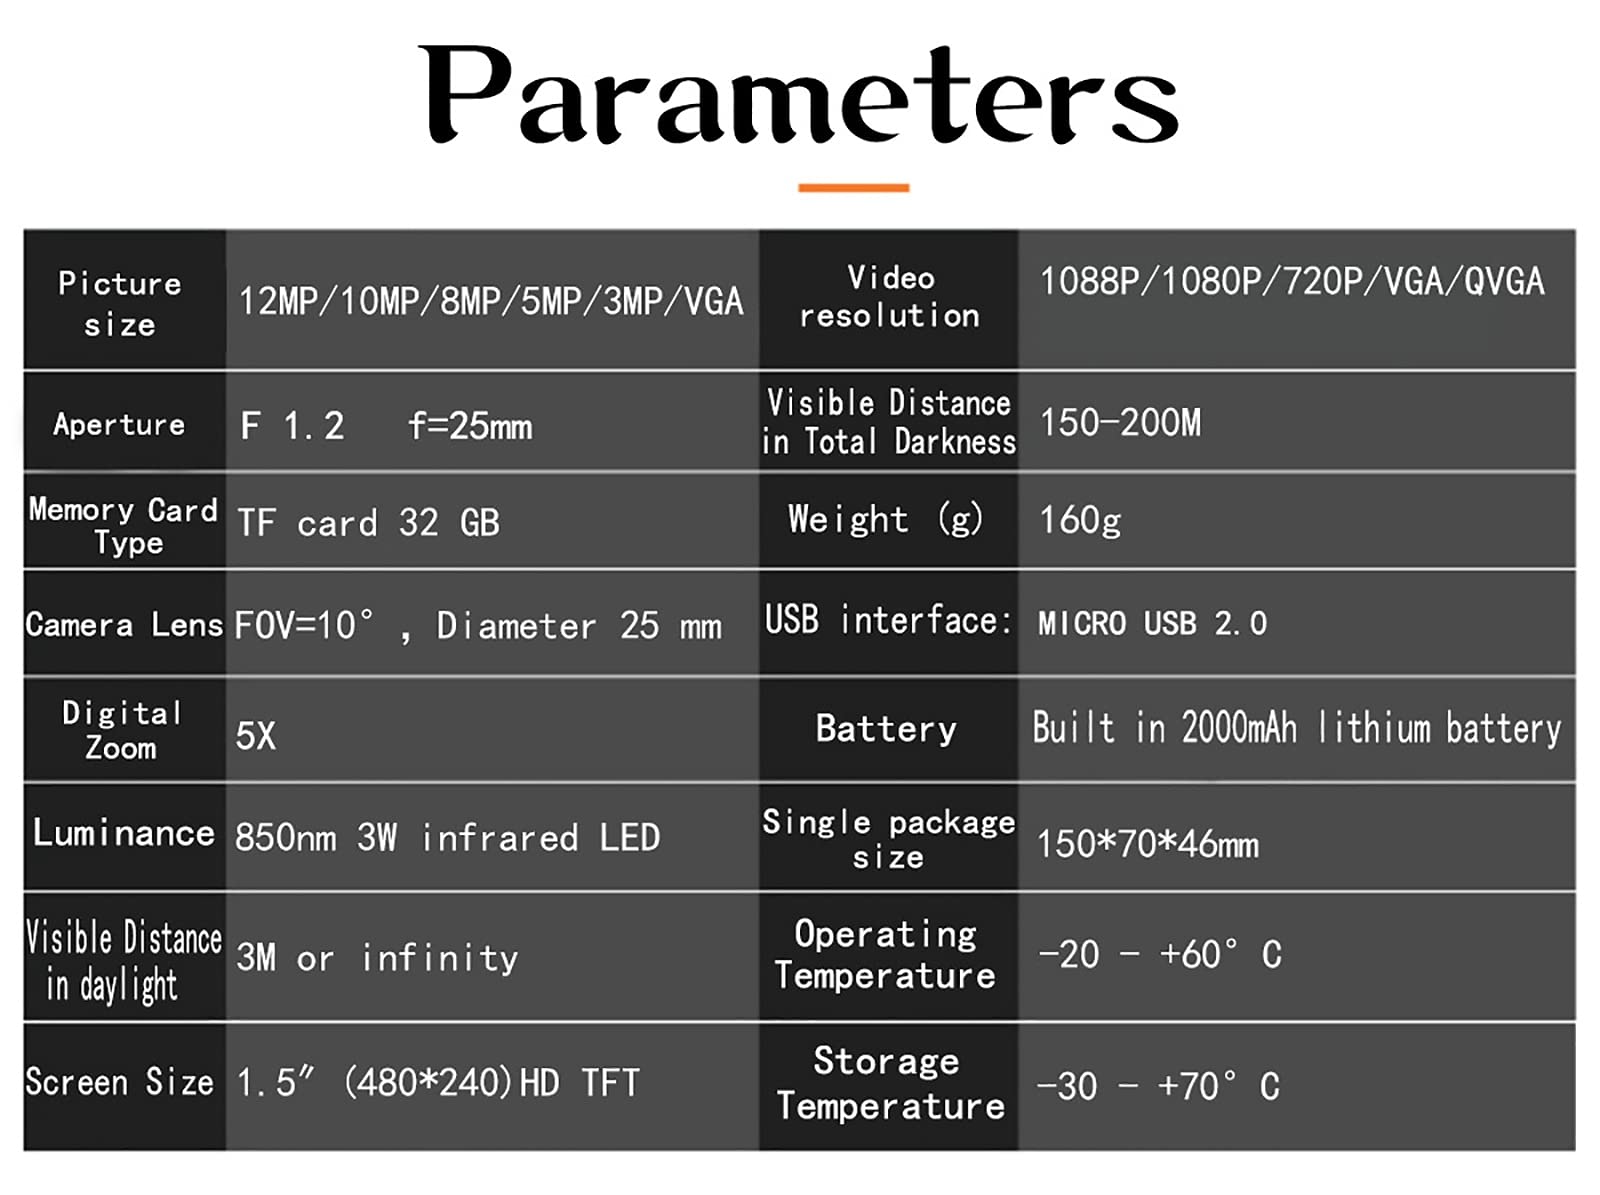 Parameters
Picture
size
12MP/10MP/8MP/5MP/3MP/VGA
Video
resolution
1088P/1080P/720P/VGA/QVGA
Aperture
F 1.2 f=25mm
Visible Distance
in Total Darkness
150-200M
Memory Card
Type
TF card 32 GB
Weight (g)
160g
Camera Lens
FOV=10° , Diameter 25 mm
USB interface:
MICRO USB 2.0
Digital
Zoom
5X
Battery
Built in 2000mAh lithium battery
Luminance
850nm 3W infrared LED
Single package
size
150*70*46mm
Visible Distance
in daylight
3M or infinity
Operating
Temperature
-20 - +60° C
Screen Size
1.5" (480*240)HD TFT
Storage
Temperature
-30 - +70° C